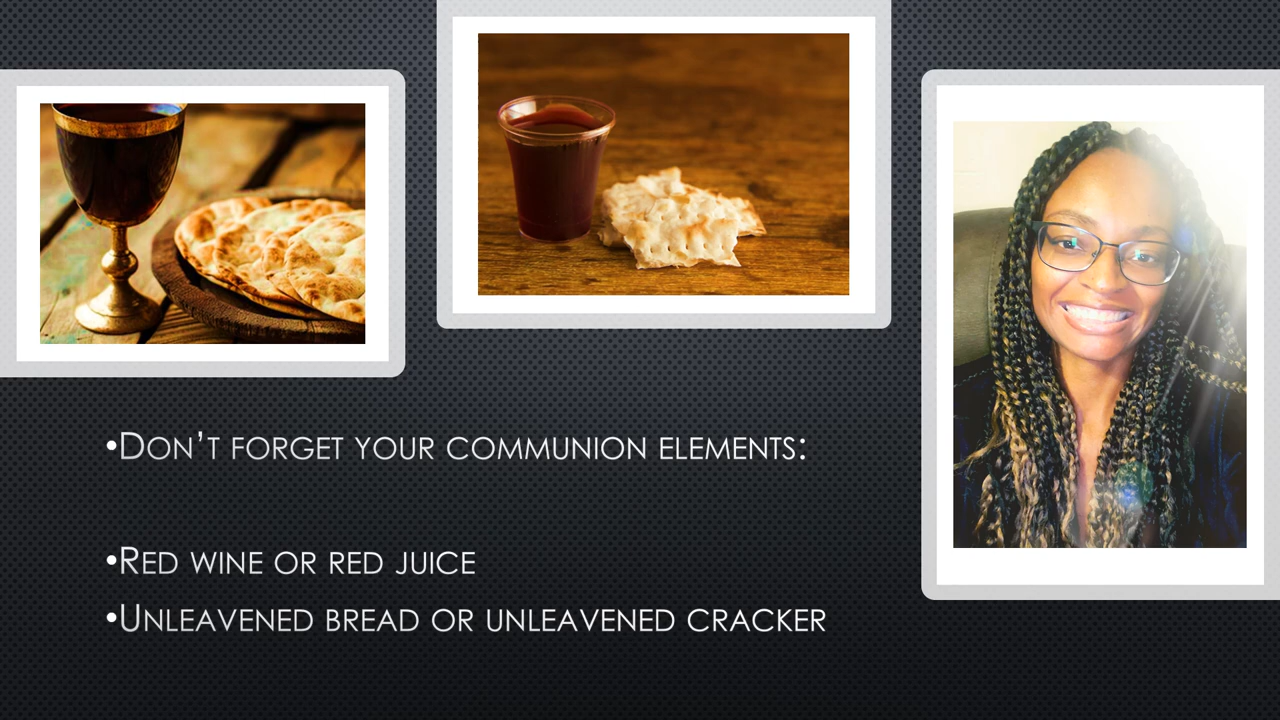 •Don’t forget your communion elements:
•Red wine or red juice
•Unleavened bread or unleavened cracker